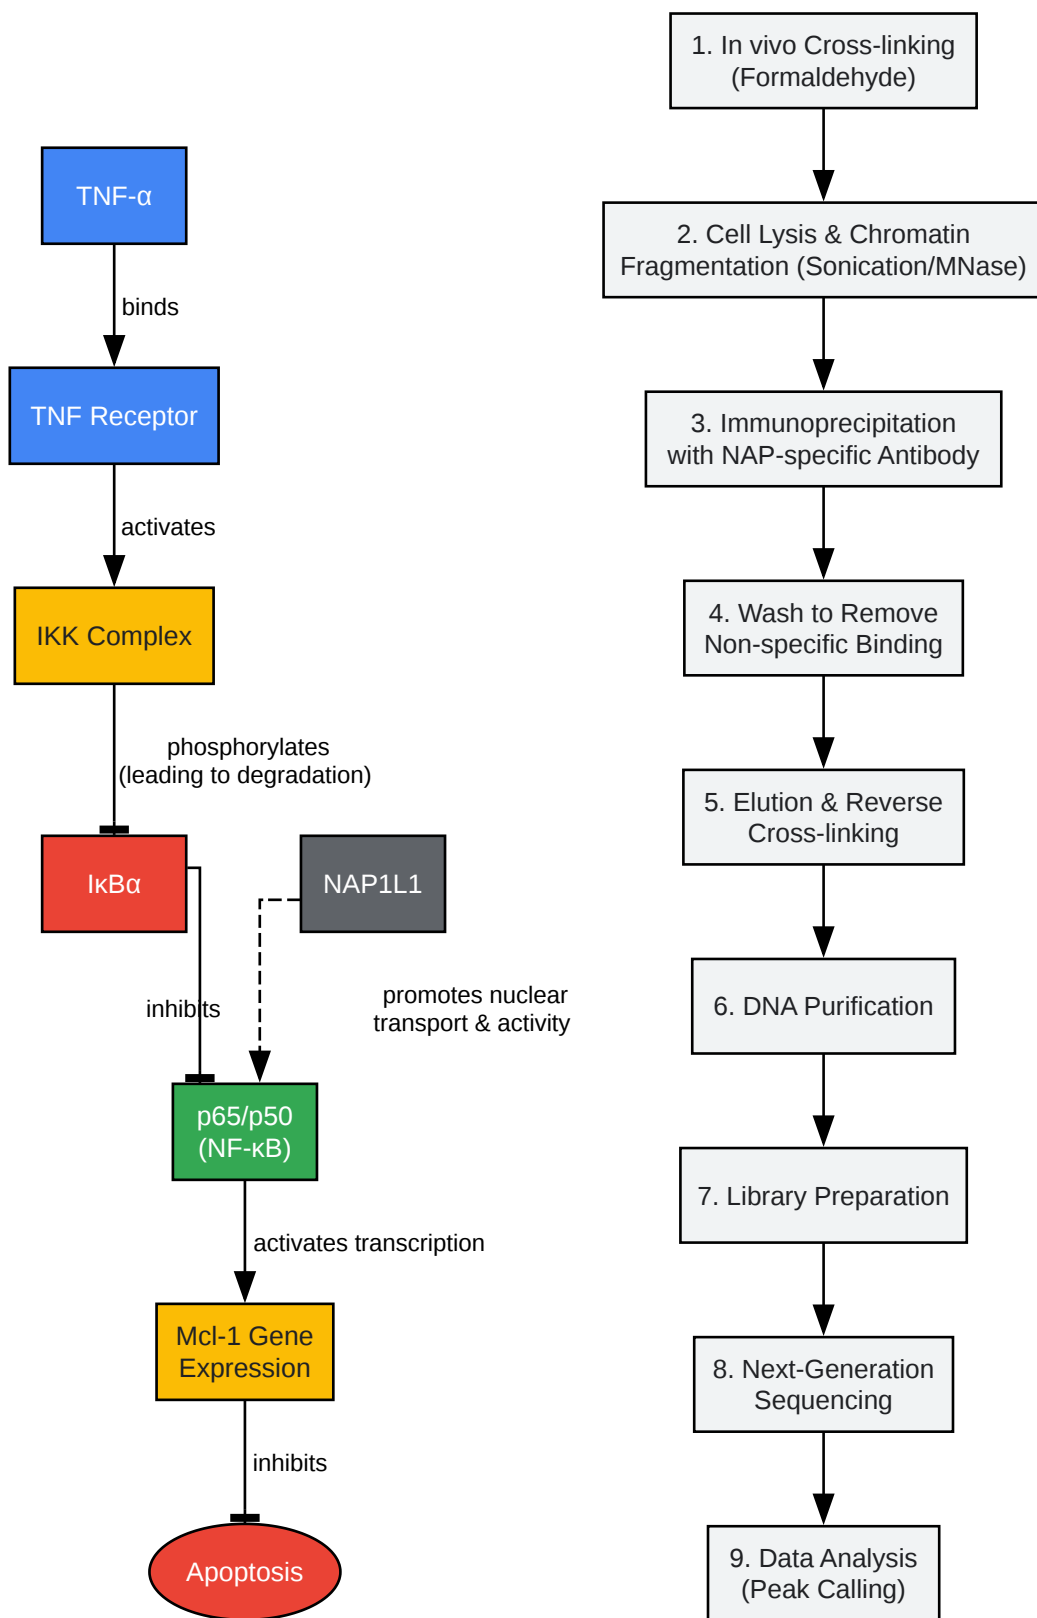 TNF-α
binds
TNF Receptor
activates
IKK Complex
phosphorylates
(leading to degradation)
IκBα
NAP1L1
inhibits
promotes nuclear
transport & activity
p65/p50
(NF-κB)
activates transcription
Mcl-1 Gene
Expression
inhibits
Apoptosis
1. In vivo Cross-linking
(Formaldehyde)
2. Cell Lysis & Chromatin
Fragmentation (Sonication/MNase)
3. Immunoprecipitation
with NAP-specific Antibody
4. Wash to Remove
Non-specific Binding
5. Elution & Reverse
Cross-linking
6. DNA Purification
7. Library Preparation
8. Next-Generation
Sequencing
9. Data Analysis
(Peak Calling)